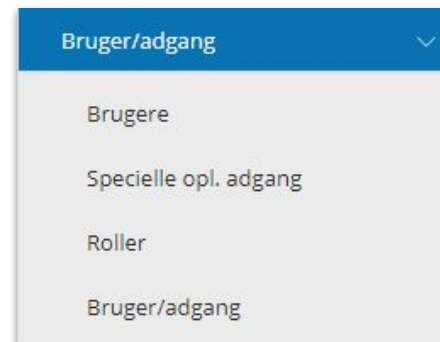 Bruger/adgang
Brugere
Specielle opl. adgang
Roller
Bruger/adgang